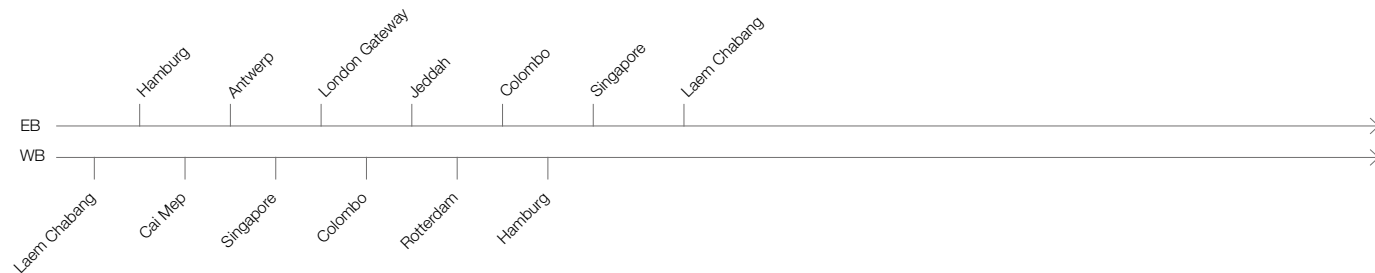 Hamburg
Antwerp
London Gateway
Jeddah
Colombo
Singapore
Laem Chabang
EB
WB
Laem Chabang
Cai Mep
Singapore
Colombo
Rotterdam
Hamburg